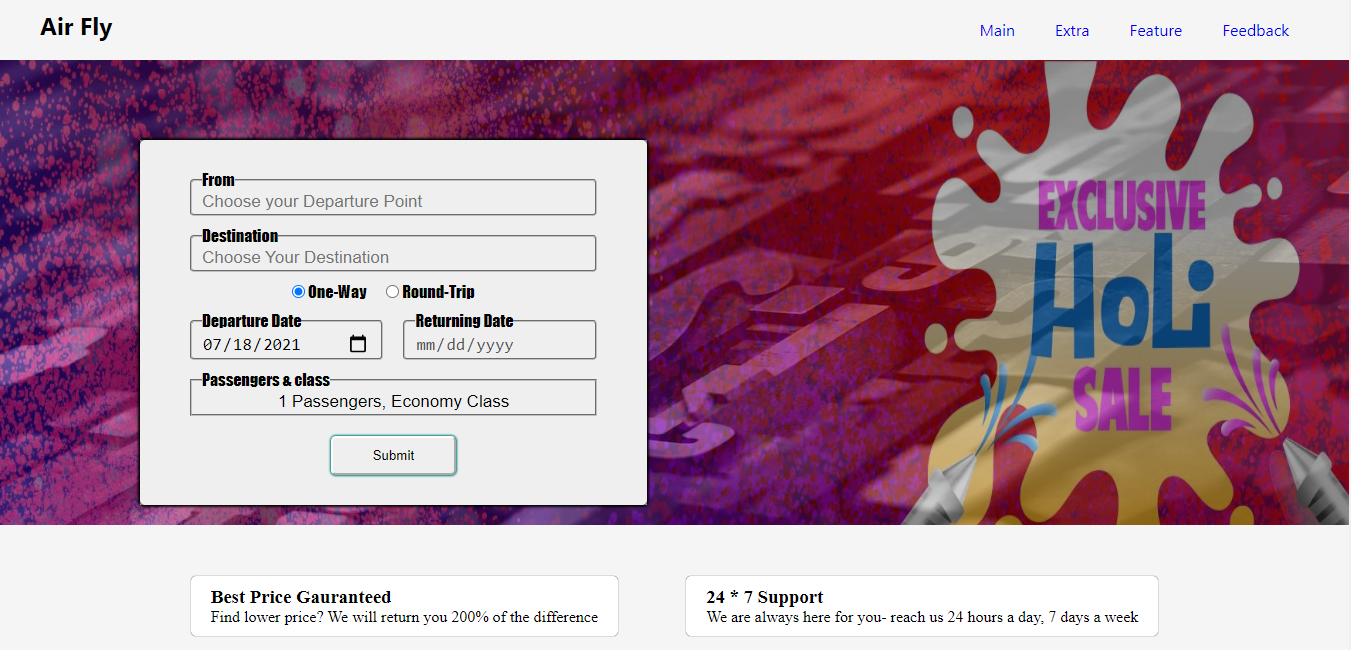 Air Fly
Main Extra Feature Feedback
From
Choose your Departure Point
Destination
Choose Your Destination
One-Way Round-Trip
Departure Date Returning Date
07/18/2021 mm/dd/yyyy
Passengers & class
1 Passengers, Economy Class
Submit
EXCLUSIVE
HoLi
SALE
Best Price Gauranteed
Find lower price? We will return you 200% of the difference
24 * 7 Support
We are always here for you- reach us 24 hours a day, 7 days a week